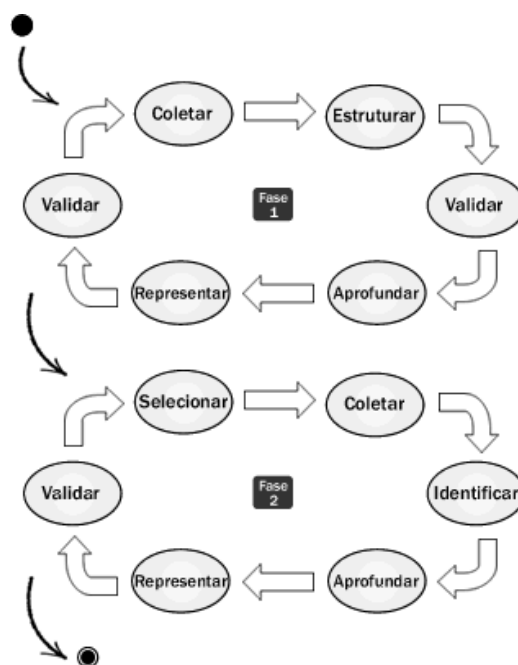 Coletar
Estruturar
Validar
Fase
1
Validar
Representar
Aprofundar
Selecionar
Coletar
Validar
Fase
2
Identificar
Representar
Aprofundar